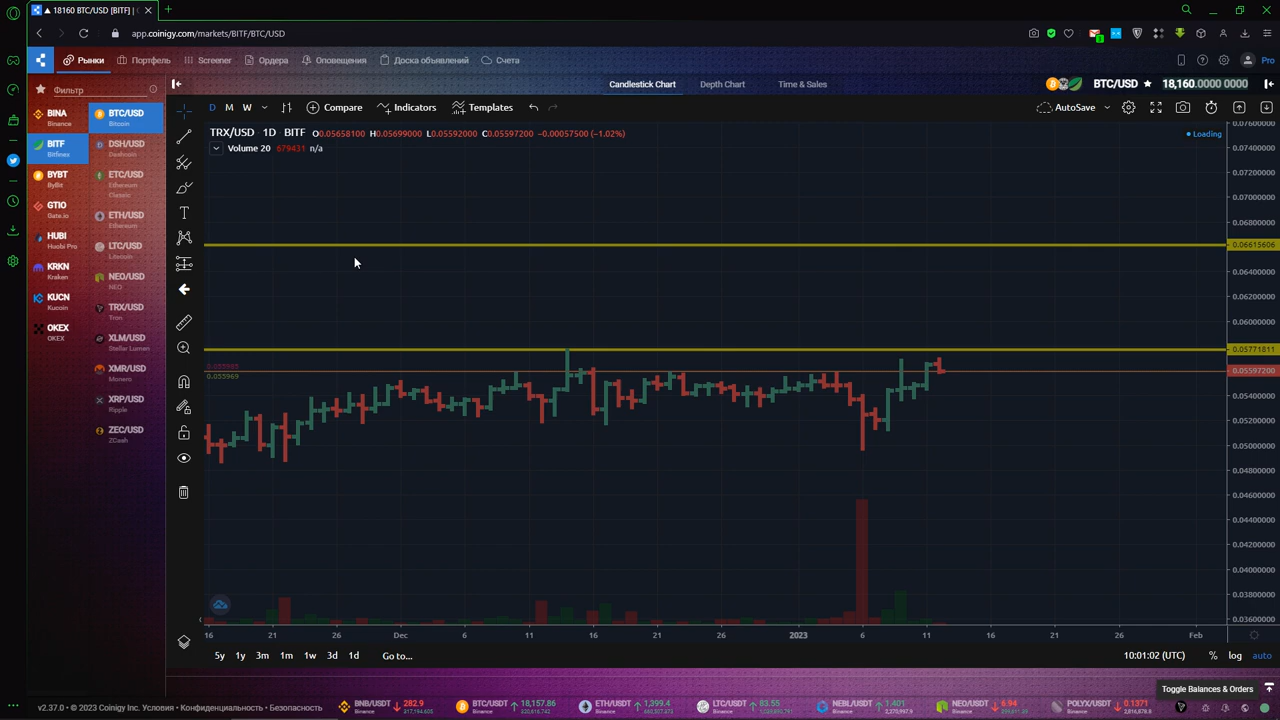 ▲ 18160 BTC/USD [BITF] |
app.coinigy.com/markets/BITF/BTC/USD
1
Рынки
Портфель
Screener
Ордера
Оповещения
Доска объявлений
Счета
Pro
Фильтр
Candlestick Chart
Depth Chart
Time & Sales
BTC/USD ★
18,160.0000 0000
BINA
Binance
BITF
Bitfinex
BYBT
ByBit
GTIO
Gate.io
HUBI
Huobi Pro
KRKN
Kraken
KUCN
Kucoin
OKEX
OKEX
BTC/USD
Bitcoin
DSH/USD
Dashcoin
ETC/USD
Ethereum Classic
ETH/USD
Ethereum
LTC/USD
Litecoin
NEO/USD
NEO
TRX/USD
Tron
XLM/USD
Stellar Lumen
XMR/USD
Monero
XRP/USD
Ripple
ZEC/USD
ZDash
D
M
W
Compare
Indicators
Templates
AutoSave
TRX/USD 1D BITF O0.05658100 H0.05699000 L0.05592000 C0.05597200 −0.00057500 (−1.02%)
Loading
Volume 20 679431 n/a
0.07600000
0.07400000
0.07200000
0.07000000
0.06800000
0.06615606
0.06400000
0.06200000
0.06000000
0.05771811
0.05597200
0.05400000
0.05200000
0.05000000
0.04800000
0.04600000
0.04400000
0.04200000
0.04000000
0.03800000
0.03600000
0.055969
16 21 26 Dec 6 11 16 21 26 2023 6 11 16 21 26 Feb
5y 1y 3m 1m 1w 3d 1d Go to...
10:01:02 (UTC) % log auto
Toggle Balances & Orders
v2.37.0 • © 2023 Coinigy Inc. Условия • Конфиденциальность • Безопасность
BNB/USDT
Binance
282.9
BTC/USDT
Binance
18,157.86
ETH/USDT
Binance
1,399.4
LTC/USDT
Binance
83.55
NEBL/USDT
Binance
1.401
NEO/USDT
Binance
6.94
POLYX/USDT
Binance
0.1371